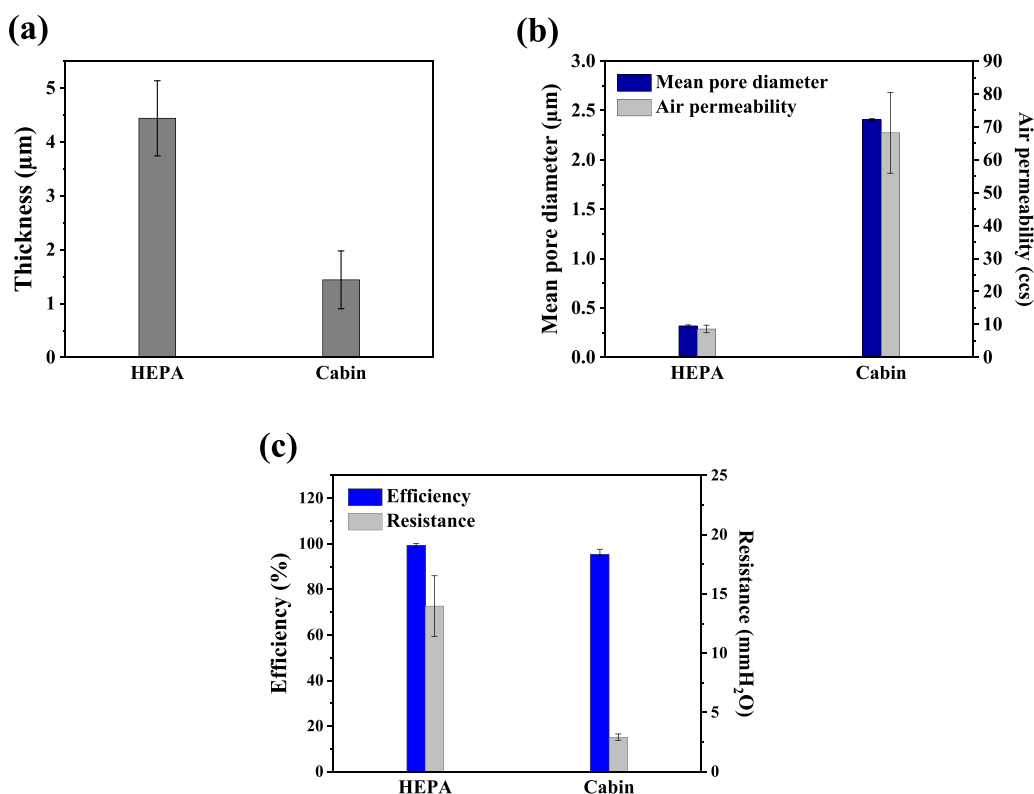 (a)
Thickness (μm)
5
4
3
2
1
0
HEPA
Cabin
(b)
Mean pore diameter (μm)
3.0
2.5
2.0
1.5
1.0
0.5
0.0
Mean pore diameter
Air permeability
90
80
70
60
50
40
30
20
10
0
Air permeability (ccs)
HEPA
Cabin
(c)
Efficiency (%)
120
100
80
60
40
20
0
Efficiency
Resistance
25
20
15
10
5
0
Resistance (mmH₂O)
HEPA
Cabin